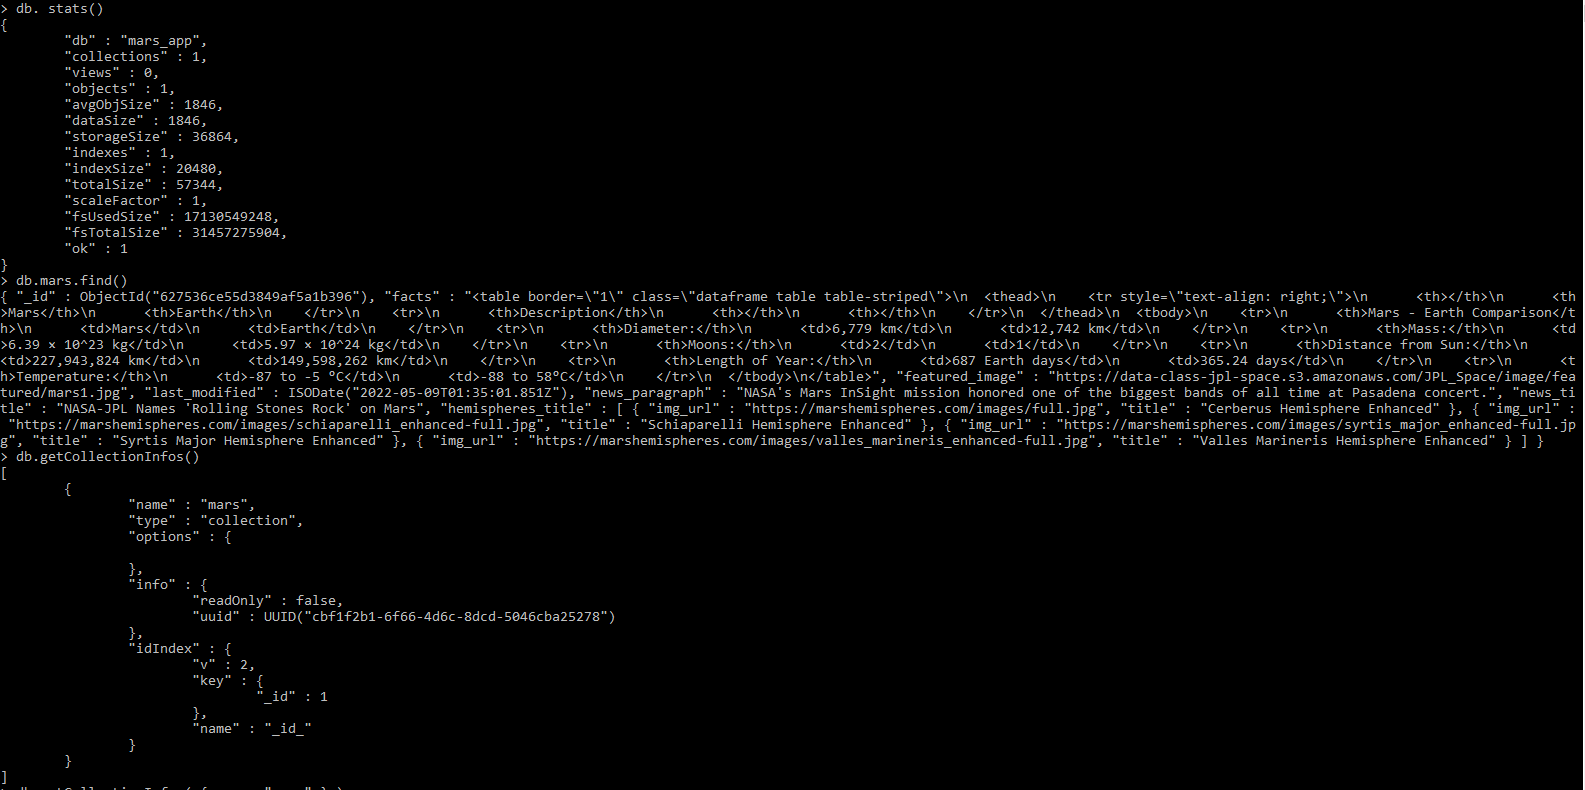 > db. stats()
{
        "db" : "mars_app",
        "collections" : 1,
        "views" : 0,
        "objects" : 1,
        "avgObjSize" : 1846,
        "dataSize" : 1846,
        "storageSize" : 36864,
        "indexes" : 1,
        "indexSize" : 20480,
        "totalSize" : 57344,
        "scaleFactor" : 1,
        "fsUsedSize" : 17130549248,
        "fsTotalSize" : 31457275904,
        "ok" : 1
}
> db.mars.find()
{ "_id" : ObjectId("627536ce55d3849af5a1b396"), "facts" : "<table border=\"1\" class=\"dataframe table table-striped\">\n  <thead>\n    <tr style=\"text-align: right;\">\n      <th></th>\n      <th
>Mars</th>\n      <th>Earth</th>\n    </tr>\n    <tr>\n      <th>Description</th>\n      <th></th>\n      <th></th>\n    </tr>\n  </thead>\n  <tbody>\n    <tr>\n      <th>Mars - Earth Comparison</t
h>\n      <td>Mars</td>\n      <td>Earth</td>\n    </tr>\n    <tr>\n      <th>Diameter:</th>\n      <td>6,779 km</td>\n      <td>12,742 km</td>\n    </tr>\n    <tr>\n      <th>Mass:</th>\n      <td
>6.39 × 10^23 kg</td>\n      <td>5.97 × 10^24 kg</td>\n    </tr>\n    <tr>\n      <th>Moons:</th>\n      <td>2</td>\n      <td>1</td>\n    </tr>\n    <tr>\n      <th>Distance from Sun:</th>\n
<td>227,943,824 km</td>\n      <td>149,598,262 km</td>\n    </tr>\n    <tr>\n      <th>Length of Year:</th>\n      <td>687 Earth days</td>\n      <td>365.24 days</td>\n    </tr>\n    <tr>\n      <t
h>Temperature:</th>\n      <td>-87 to -5 °C</td>\n      <td>-88 to 58°C</td>\n    </tr>\n  </tbody>\n</table>", "featured_image" : "https://data-class-jpl-space.s3.amazonaws.com/JPL_Space/image/fea
tured/mars1.jpg", "last_modified" : ISODate("2022-05-09T01:35:01.851Z"), "news_paragraph" : "NASA's Mars InSight mission honored one of the biggest bands of all time at Pasadena concert.", "news_ti
tle" : "NASA-JPL Names 'Rolling Stones Rock' on Mars", "hemispheres_title" : [ { "img_url" : "https://marshemispheres.com/images/full.jpg", "title" : "Cerberus Hemisphere Enhanced" }, { "img_url" :
 "https://marshemispheres.com/images/schiaparelli_enhanced-full.jpg", "title" : "Schiaparelli Hemisphere Enhanced" }, { "img_url" : "https://marshemispheres.com/images/syrtis_major_enhanced-full.jp
g", "title" : "Syrtis Major Hemisphere Enhanced" }, { "img_url" : "https://marshemispheres.com/images/valles_marineris_enhanced-full.jpg", "title" : "Valles Marineris Hemisphere Enhanced" } ] }
> db.getCollectionInfos()
[
        {
                "name" : "mars",
                "type" : "collection",
                "options" : {
                },
                "info" : {
                        "readOnly" : false,
                        "uuid" : UUID("cbf1f2b1-6f66-4d6c-8dcd-5046cba25278")
                },
                "idIndex" : {
                        "v" : 2,
                        "key" : {
                                "_id" : 1
                        },
                        "name" : "_id_"
                }
        }
]